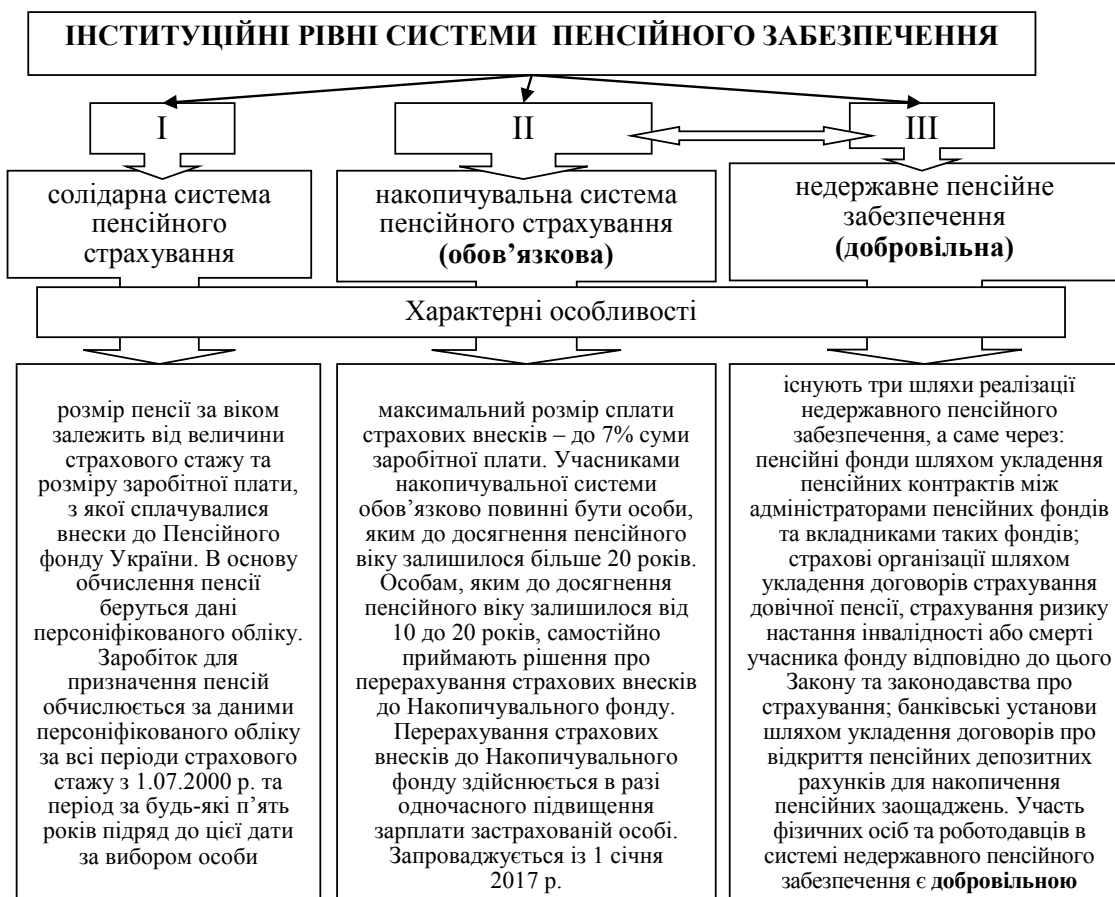 ІНСТИТУЦІЙНІ РІВНІ СИСТЕМИ ПЕНСІЙНОГО ЗАБЕЗПЕЧЕННЯ
І
ІІ
ІІІ
солідарна система
пенсійного
страхування
накопичувальна система
пенсійного страхування
(обов’язкова)
недержавне пенсійне
забезпечення
(добровільна)
Характерні особливості
розмір пенсії за віком
залежить від величини
страхового стажу та
розміру заробітної плати,
з якої сплачувалися
внески до Пенсійного
фонду України. В основу
обчислення пенсії
беруться дані
персоніфікованого обліку.
Заробіток для
призначення пенсій
обчислюється за даними
персоніфікованого обліку
за всі періоди страхового
стажу з 1.07.2000 р. та
період за будь-які п’ять
років підряд до цієї дати
за вибором особи
максимальний розмір сплати
страхових внесків – до 7% суми
заробітної плати. Учасниками
накопичувальної системи
обов’язково повинні бути особи,
яким до досягнення пенсійного
віку залишилося більше 20 років.
Особам, яким до досягнення
пенсійного віку залишилося від
10 до 20 років, самостійно
приймають рішення про
перерахування страхових внесків
до Накопичувального фонду.
Перерахування страхових
внесків до Накопичувального
фонду здійснюється в разі
одночасного підвищення
зарплати застрахованій особі.
Запроваджується із 1 січня
2017 р.
існують три шляхи реалізації
недержавного пенсійного
забезпечення, а саме через:
пенсійні фонди шляхом укладення
пенсійних контрактів між
адміністраторами пенсійних фондів
та вкладниками таких фондів;
страхові організації шляхом
укладення договорів страхування
довічної пенсії, страхування ризику
настання інвалідності або смерті
учасника фонду відповідно до цього
Закону та законодавства про
страхування; банківські установи
шляхом укладення договорів про
відкриття пенсійних депозитних
рахунків для накопичення
пенсійних заощаджень. Участь
фізичних осіб та роботодавців в
системі недержавного пенсійного
забезпечення є добровільною